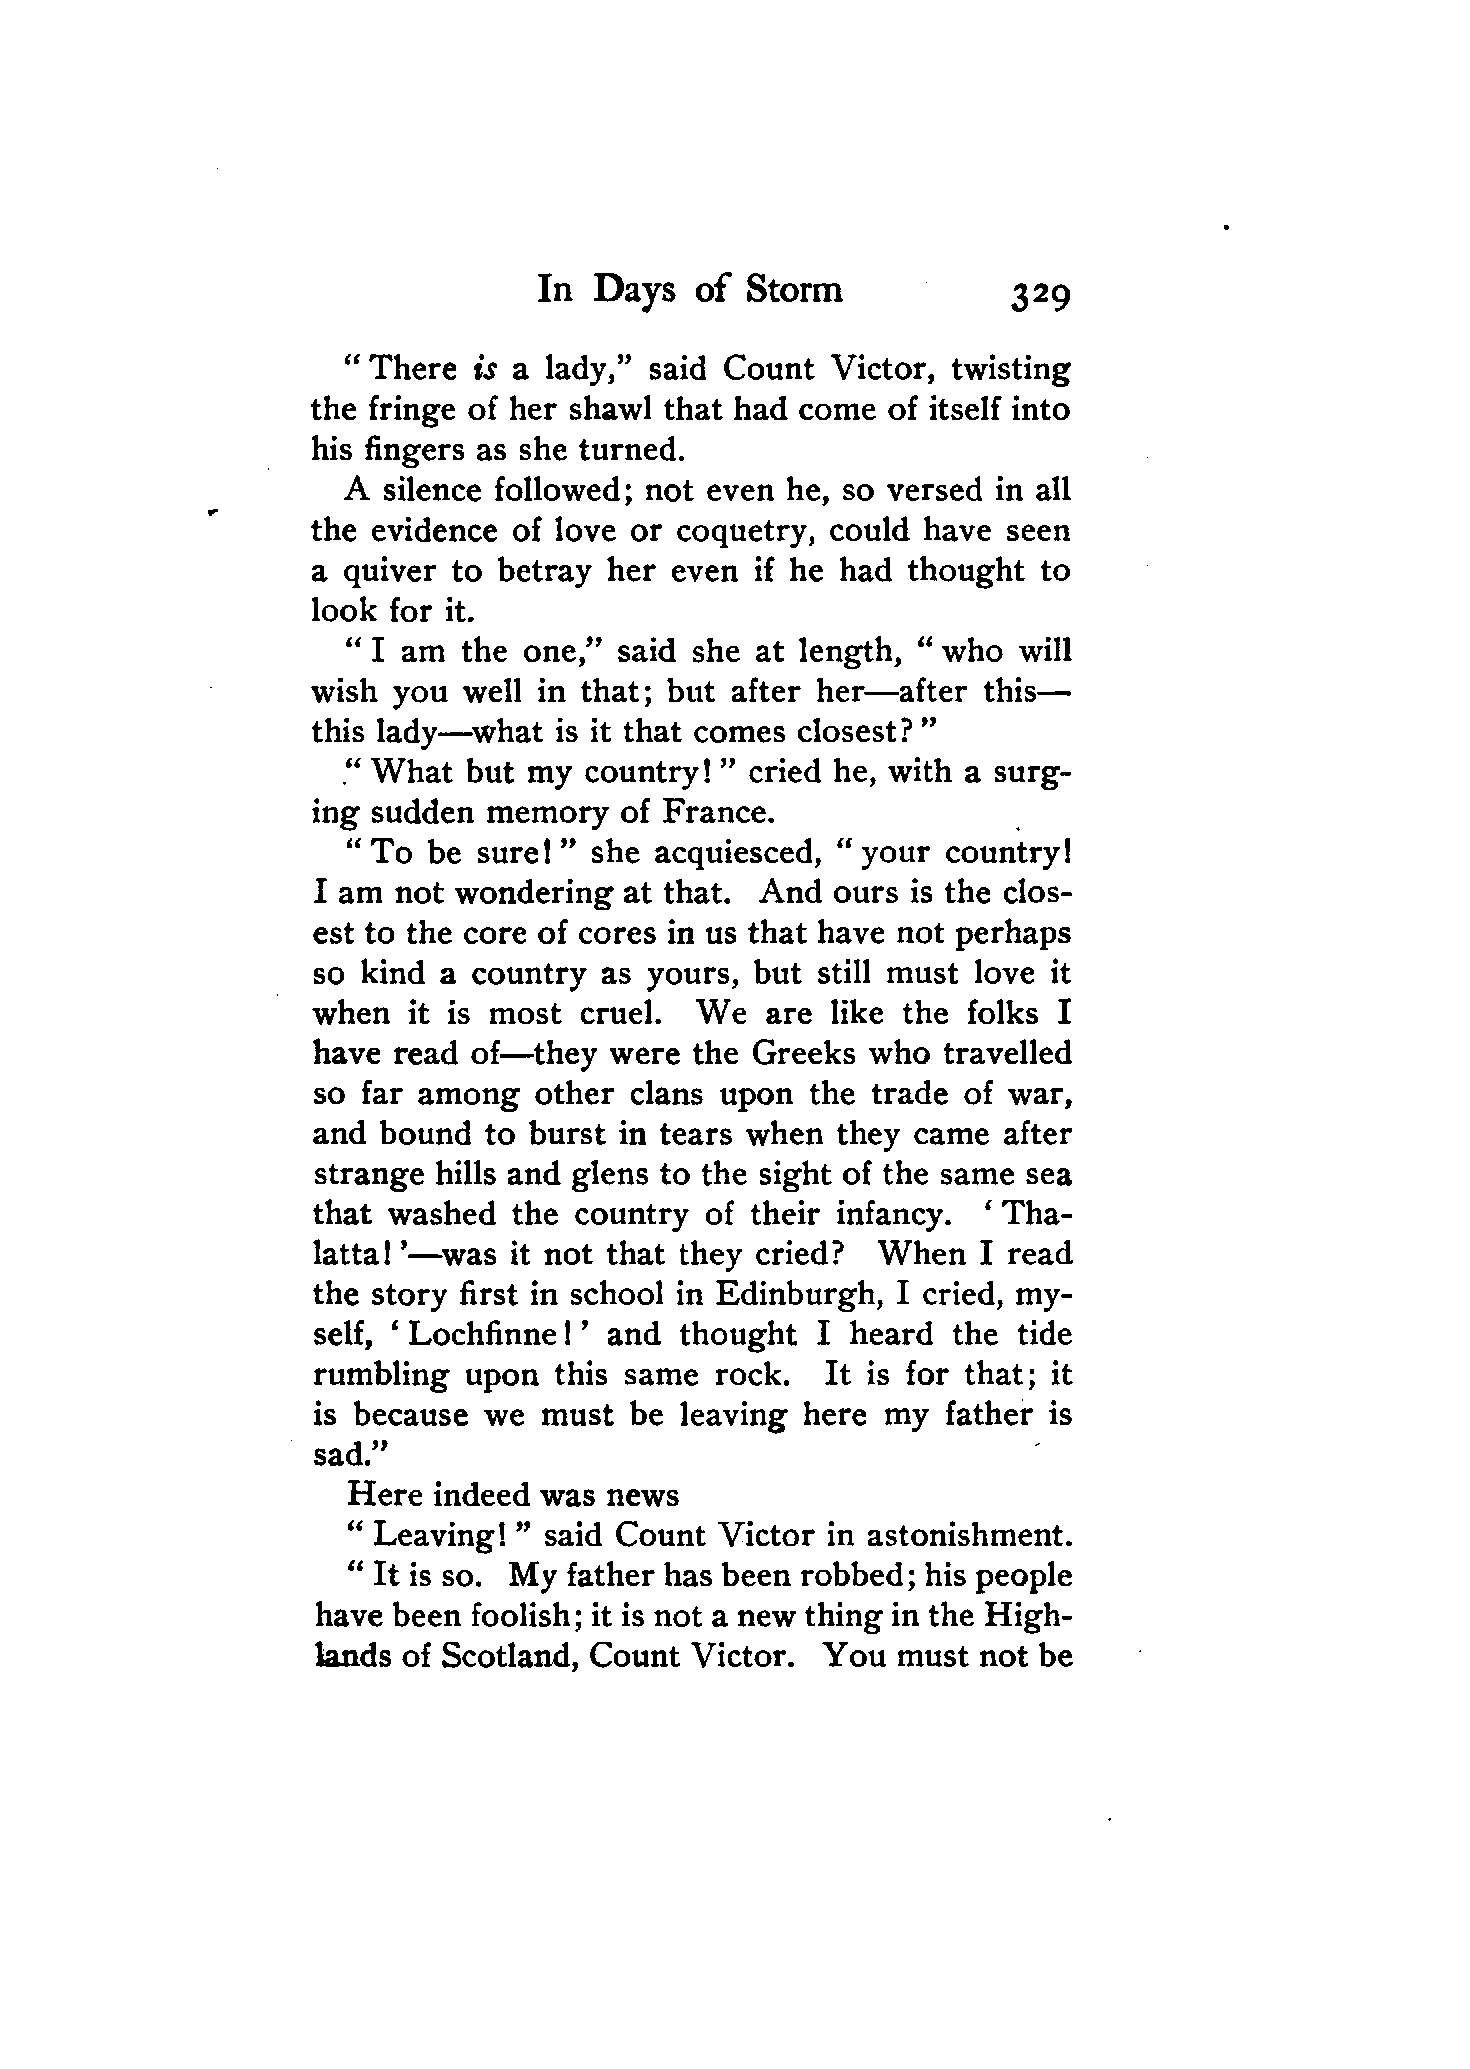 In Days of Storm 329
“There is a lady,” said Count Victor, twisting
the fringe of her shawl that had come of itself into
his fingers as she turned.
A silence followed; not even he, so versed in all
the evidence of love or coquetry, could have seen
a quiver to betray her even if he had thought to
look for it.
“I am the one,” said she at length, “who will
wish you well in that; but after her—after this—
this lady—what is it that comes closest?”
“What but my country!” cried he, with a surg-
ing sudden memory of France.
“To be sure!” she acquiesced, “your country!
I am not wondering at that. And ours is the clos-
est to the core of cores in us that have not perhaps
so kind a country as yours, but still must love it
when it is most cruel. We are like the folks I
have read of—they were the Greeks who travelled
so far among other clans upon the trade of war,
and bound to burst in tears when they came after
strange hills and glens to the sight of the same sea
that washed the country of their infancy. ‘Tha-
latta!’—was it not that they cried? When I read
the story first in school in Edinburgh, I cried, my-
self, ‘Lochfinne!’ and thought I heard the tide
rumbling upon this same rock. It is for that; it
is because we must be leaving here my father is
sad.”
Here indeed was news
“Leaving!” said Count Victor in astonishment.
“It is so. My father has been robbed; his people
have been foolish; it is not a new thing in the High-
lands of Scotland, Count Victor. You must not be